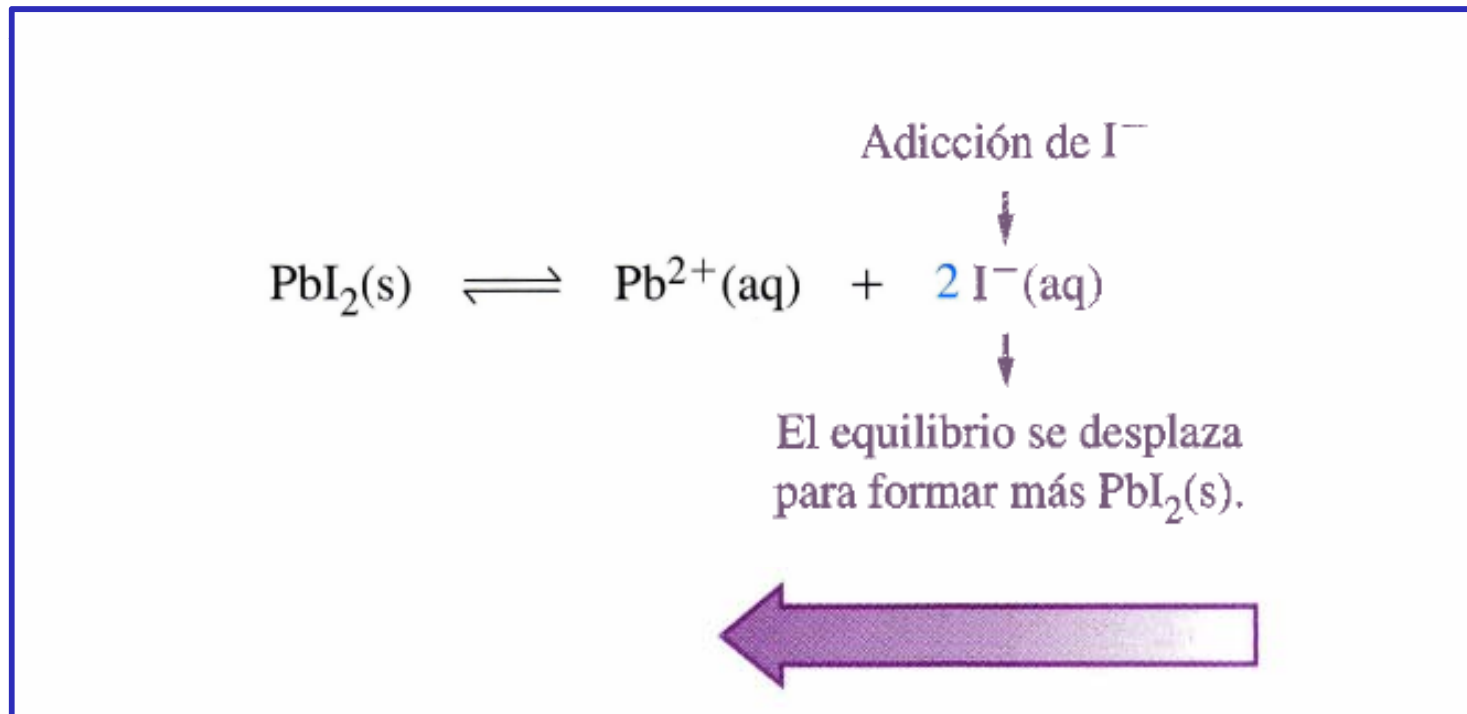 Adicción de I⁻
PbI₂(s) ⇌ Pb²⁺(aq) + 2 I⁻(aq)
El equilibrio se desplaza
para formar más PbI₂(s).